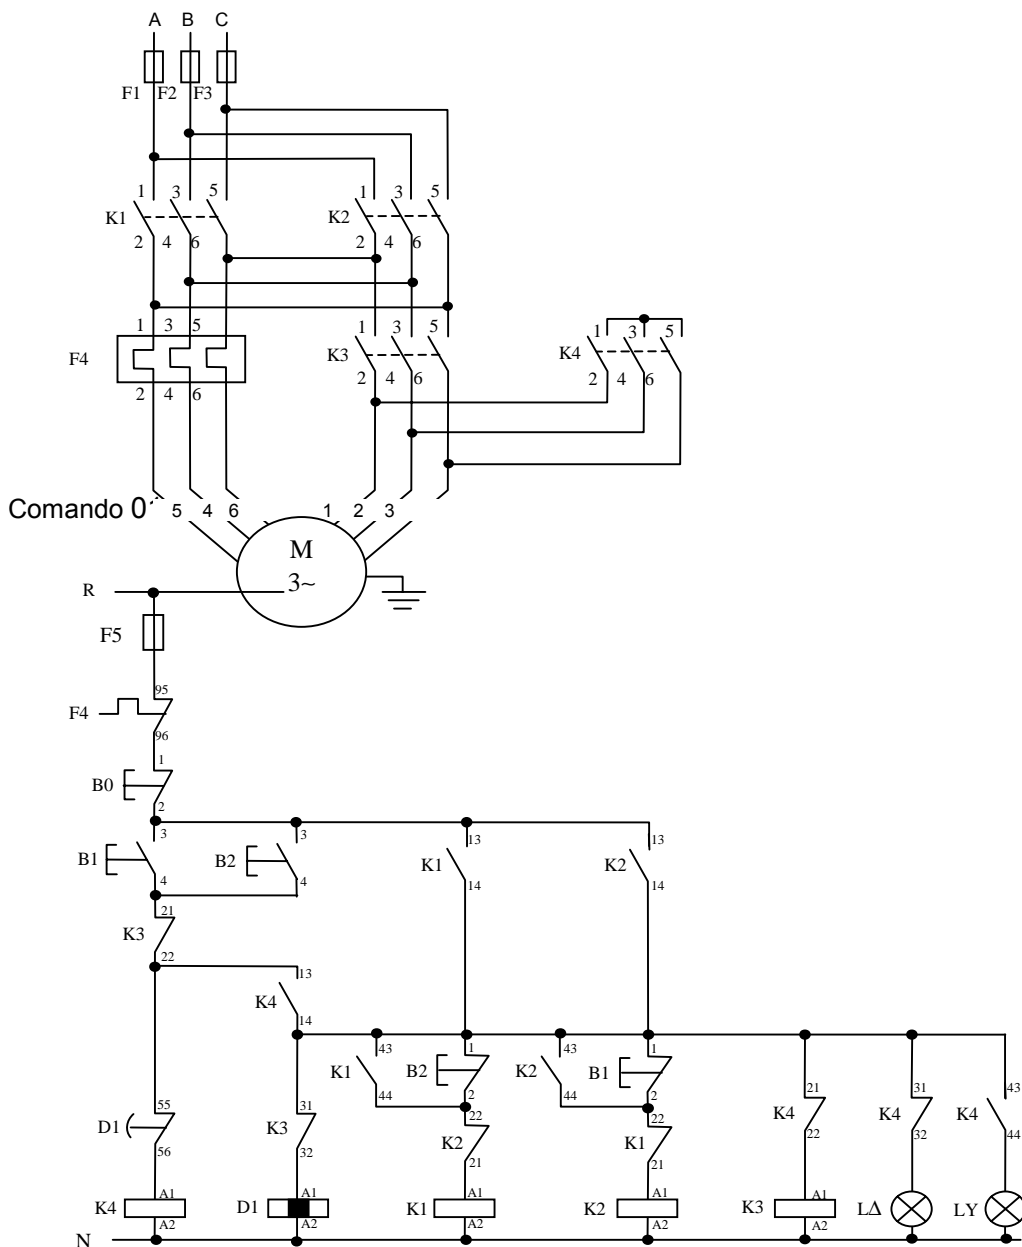 A B C
F1 F2 F3
1 3 5 1 3 5
K1 K2
2 4 6 2 4 6
1 3 5 1 3 5 1 3 5
F4 K3 K4
2 4 6 2 4 6 2 4 6
Comando 01 5 4 6 1 2 3
M
3~
R
F5
95
F4
96
1
B0
2
3 3 13 13
B1 B2 K1 K2
4 4 14 14
21
K3
22
13
K4
14
43 1 43 1
K1 B2 K2 B1
44 2 44 2
21 31 43
K4 K4 K4
22 32 44
55 31 22 22
D1 K3 K2 K1
56 32 21 21
A1 A1 A1 A1 A1
K4 D1 K1 K2 K3 LΔ LY
A2 A2 A2 A2 A2
N